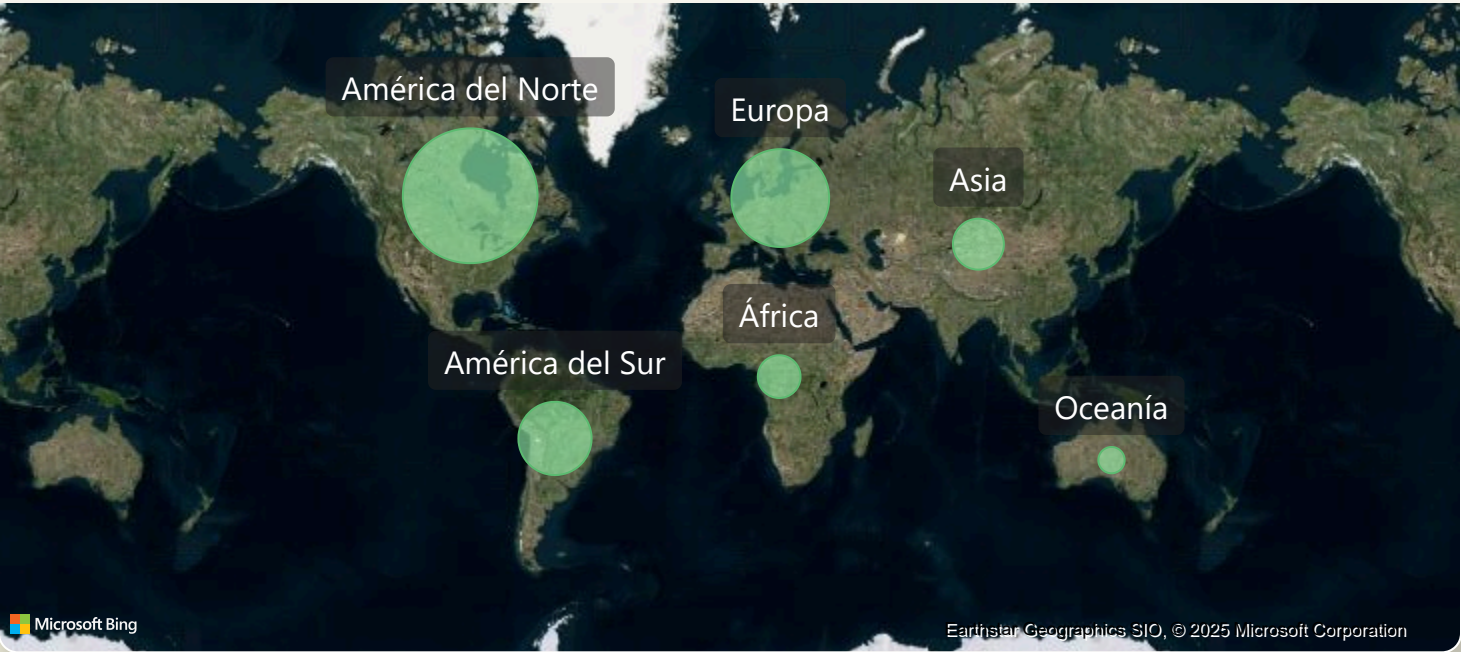 América del Norte
Europa
Asia
África
América del Sur
Oceanía
Microsoft Bing
Earthstar Geographics SIO, © 2025 Microsoft Corporation